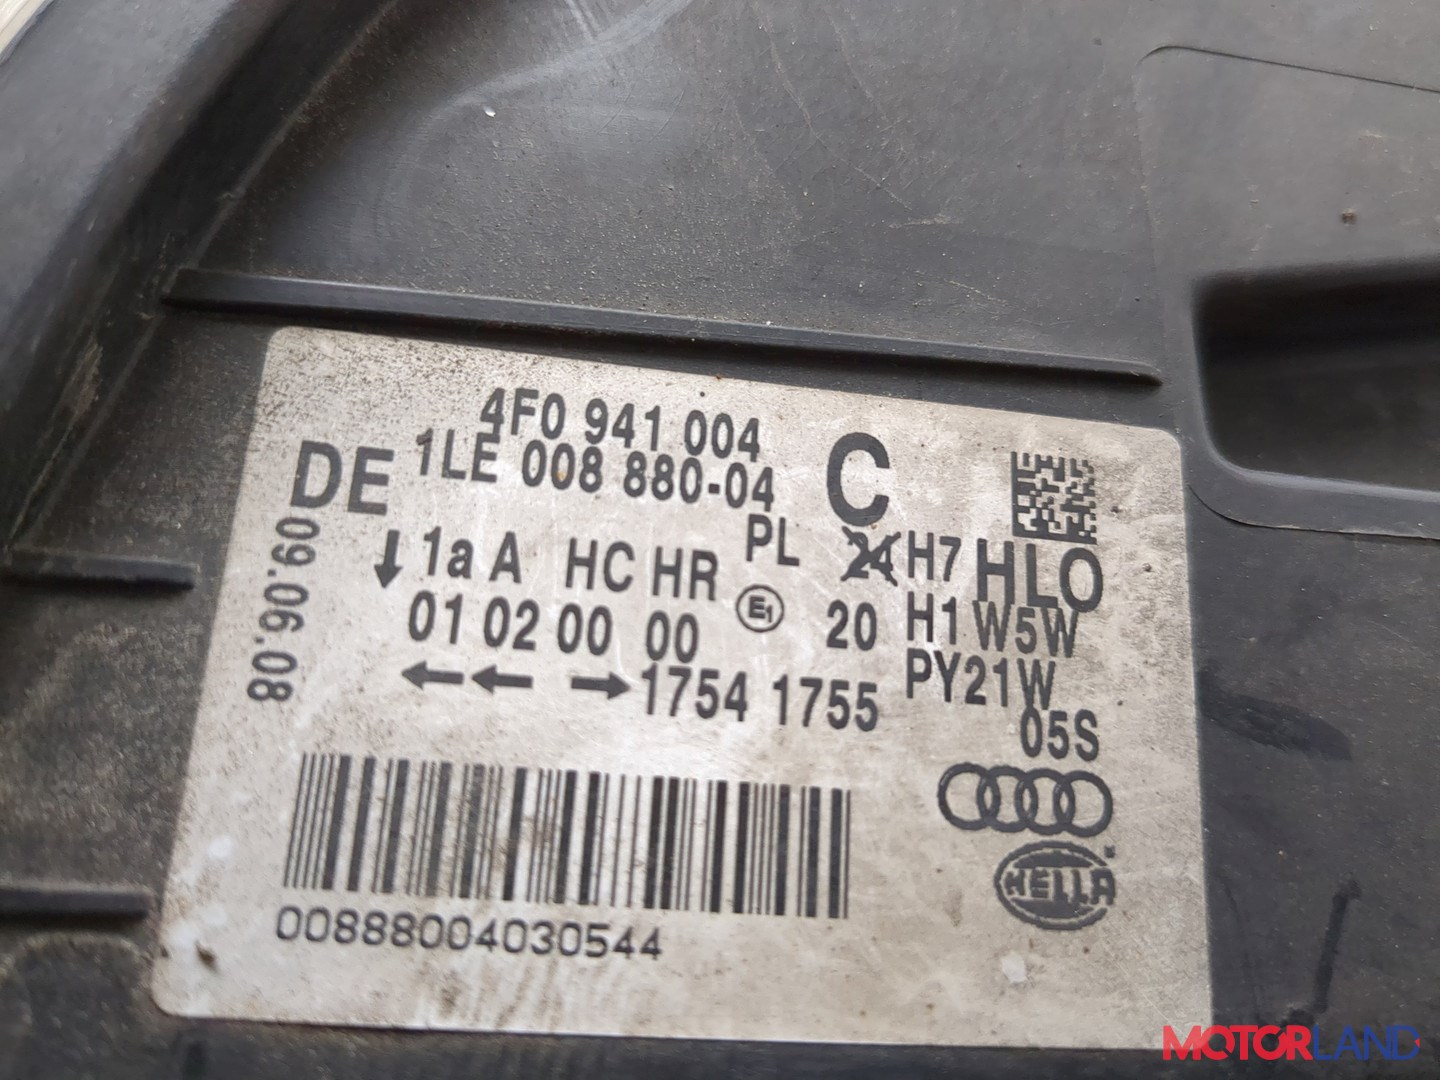 4F0 941 004
DE 1LE 008 880-04 C
PL
1a A HC HR 24 H7 HLO
01 02 00 00 E1 20 H1 W5W
1754 1755 PY21W
05S
09.06.08
HELLA
00888004030544
MOTORLAND